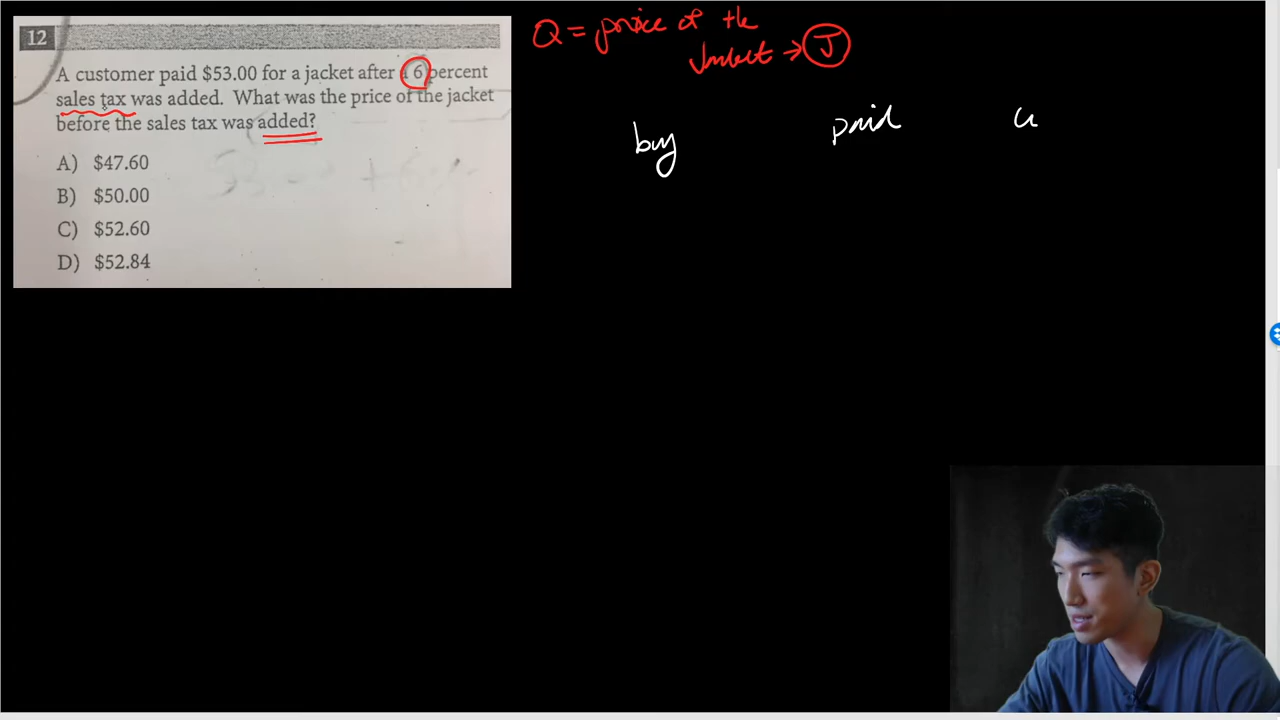 12
A customer paid $53.00 for a jacket after a 6 percent
sales tax was added. What was the price of the jacket
before the sales tax was added?
A) $47.60
B) $50.00
C) $52.60
D) $52.84
Q = price of the
→ J
buy
paid